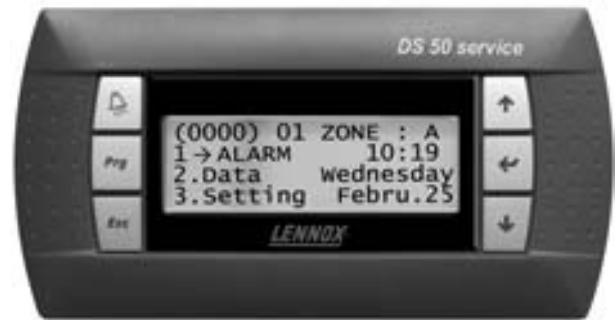 DS 50 service
(0000) 01 ZONE : A
1→ALARM 10:19
2.Data Wednesday
3.Setting Febru.25
Prg
Esc
LENNOX